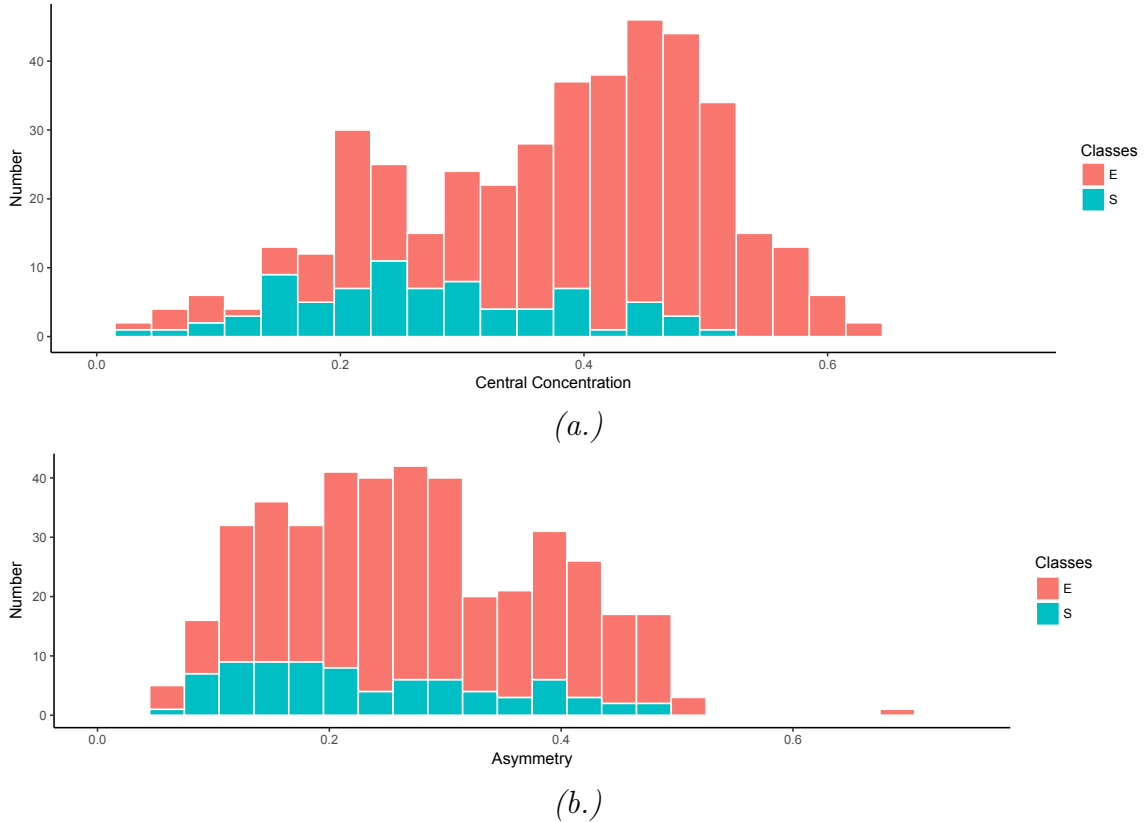 40
30
20
10
0
Number
0.0 0.2 0.4 0.6
Central Concentration
Classes
E
S
(a.)
40
30
20
10
0
Number
0.0 0.2 0.4 0.6
Asymmetry
Classes
E
S
(b.)